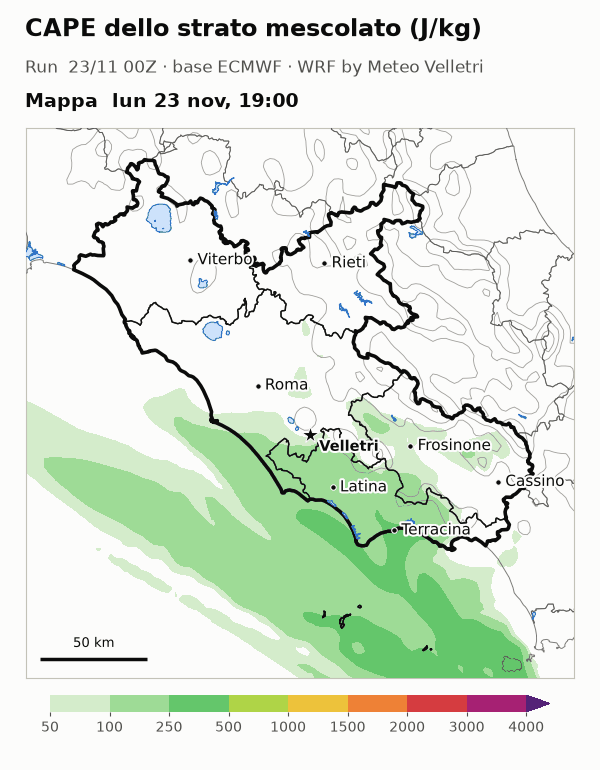 CAPE dello strato mescolato (J/kg)
Run  23/11 00Z · base ECMWF · WRF by Meteo Velletri
Mappa  lun 23 nov, 19:00
Viterbo
Rieti
Roma
Velletri
Frosinone
Latina
Cassino
Terracina
50 km
50 100 250 500 1000 1500 2000 3000 4000